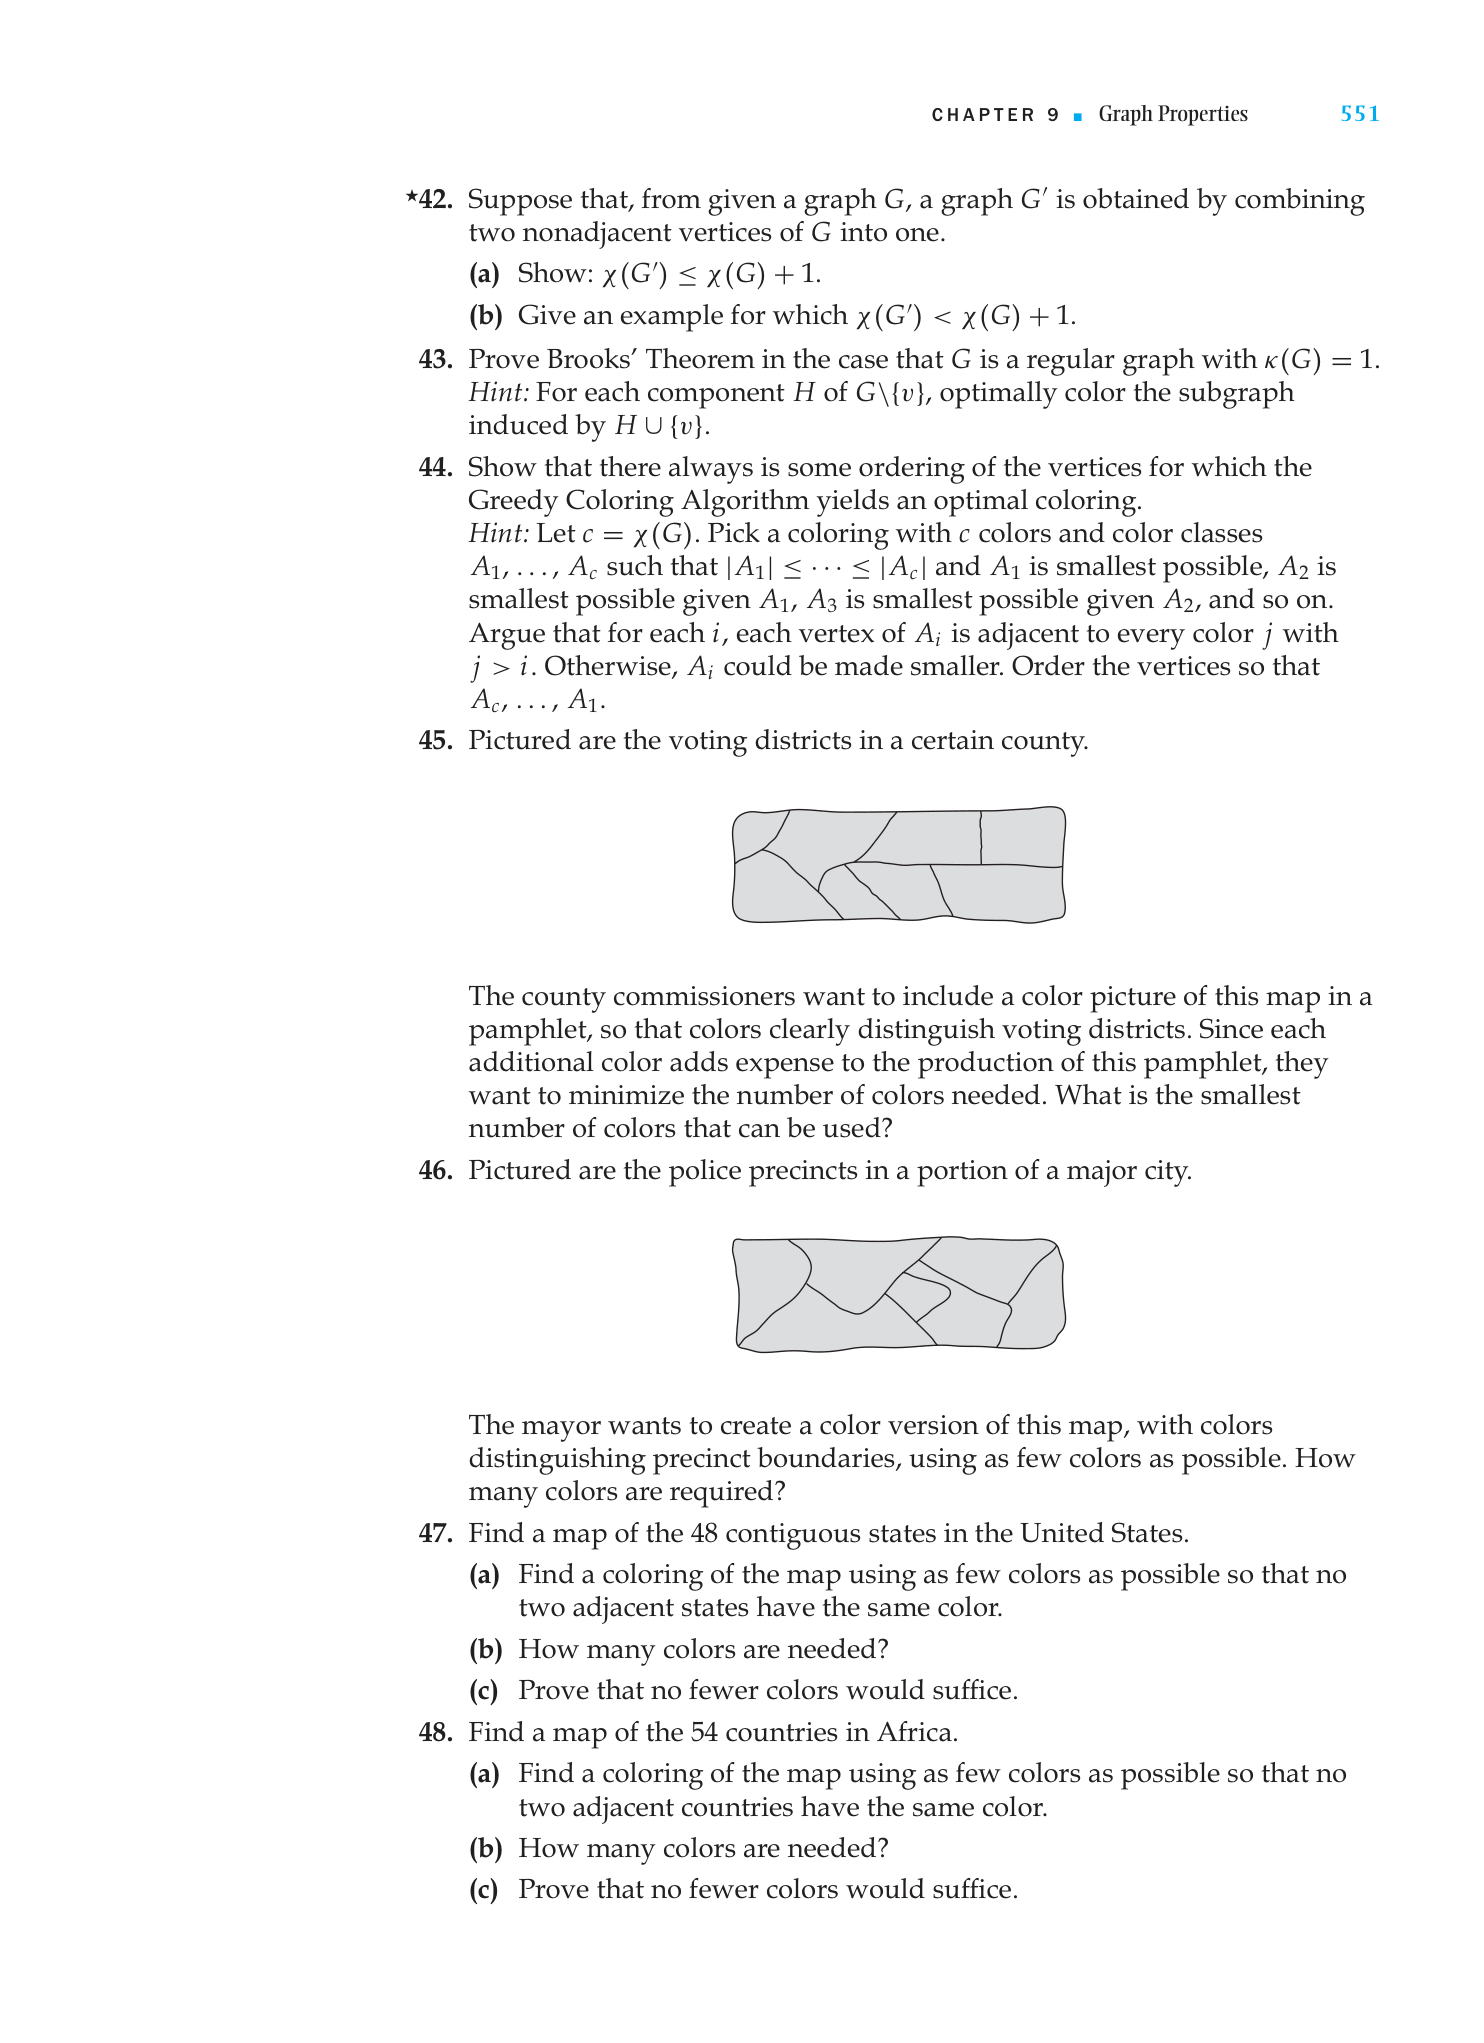 CHAPTER 9 ■ Graph Properties 551
★42. Suppose that, from given a graph G, a graph G′ is obtained by combining
two nonadjacent vertices of G into one.
(a) Show: χ(G′) ≤ χ(G) + 1.
(b) Give an example for which χ(G′) < χ(G) + 1.
43. Prove Brooks’ Theorem in the case that G is a regular graph with κ(G) = 1.
Hint: For each component H of G\{v}, optimally color the subgraph
induced by H ∪ {v}.
44. Show that there always is some ordering of the vertices for which the
Greedy Coloring Algorithm yields an optimal coloring.
Hint: Let c = χ(G). Pick a coloring with c colors and color classes
A₁, . . . , A_c such that |A₁| ≤ · · · ≤ |A_c| and A₁ is smallest possible, A₂ is
smallest possible given A₁, A₃ is smallest possible given A₂, and so on.
Argue that for each i, each vertex of A_i is adjacent to every color j with
j > i. Otherwise, A_i could be made smaller. Order the vertices so that
A_c, . . . , A₁.
45. Pictured are the voting districts in a certain county.
The county commissioners want to include a color picture of this map in a
pamphlet, so that colors clearly distinguish voting districts. Since each
additional color adds expense to the production of this pamphlet, they
want to minimize the number of colors needed. What is the smallest
number of colors that can be used?
46. Pictured are the police precincts in a portion of a major city.
The mayor wants to create a color version of this map, with colors
distinguishing precinct boundaries, using as few colors as possible. How
many colors are required?
47. Find a map of the 48 contiguous states in the United States.
(a) Find a coloring of the map using as few colors as possible so that no
two adjacent states have the same color.
(b) How many colors are needed?
(c) Prove that no fewer colors would suffice.
48. Find a map of the 54 countries in Africa.
(a) Find a coloring of the map using as few colors as possible so that no
two adjacent countries have the same color.
(b) How many colors are needed?
(c) Prove that no fewer colors would suffice.